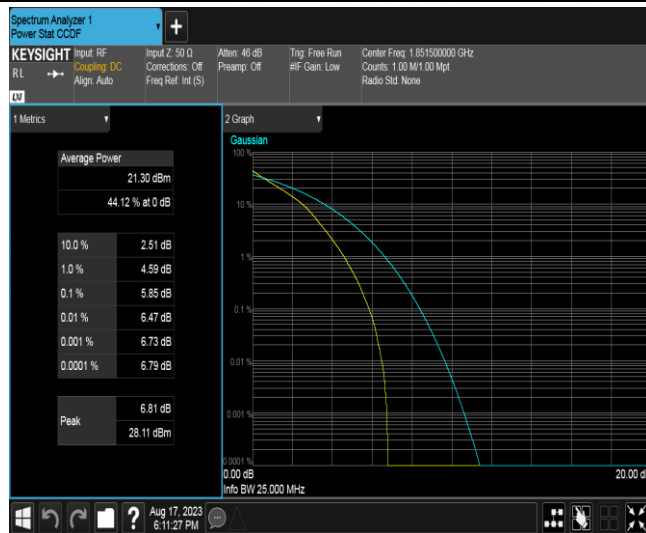 Spectrum Analyzer 1
Power Stat CCDF
+
KEYSIGHT
RL
Input: RF
Coupling: DC
Align: Auto
Input Z: 50 Ω
Corrections: Off
Freq Ref: Int (S)
Atten: 46 dB
Preamp: Off
Trig: Free Run
#IF Gain: Low
Center Freq: 1.851500000 GHz
Counts: 1.00 M/1.00 Mpt
Radio Std: None
1 Metrics
Average Power
21.30 dBm
44.12 % at 0 dB
10.0 % 2.51 dB
1.0 % 4.59 dB
0.1 % 5.85 dB
0.01 % 6.47 dB
0.001 % 6.73 dB
0.0001 % 6.79 dB
Peak
6.81 dB
28.11 dBm
2 Graph
Gaussian
100 %
10 %
1 %
0.1 %
0.01 %
0.001 %
0.0001 %
0.00 dB
20.00 d
Info BW 25.000 MHz
?
Aug 17, 2023
6:11:27 PM